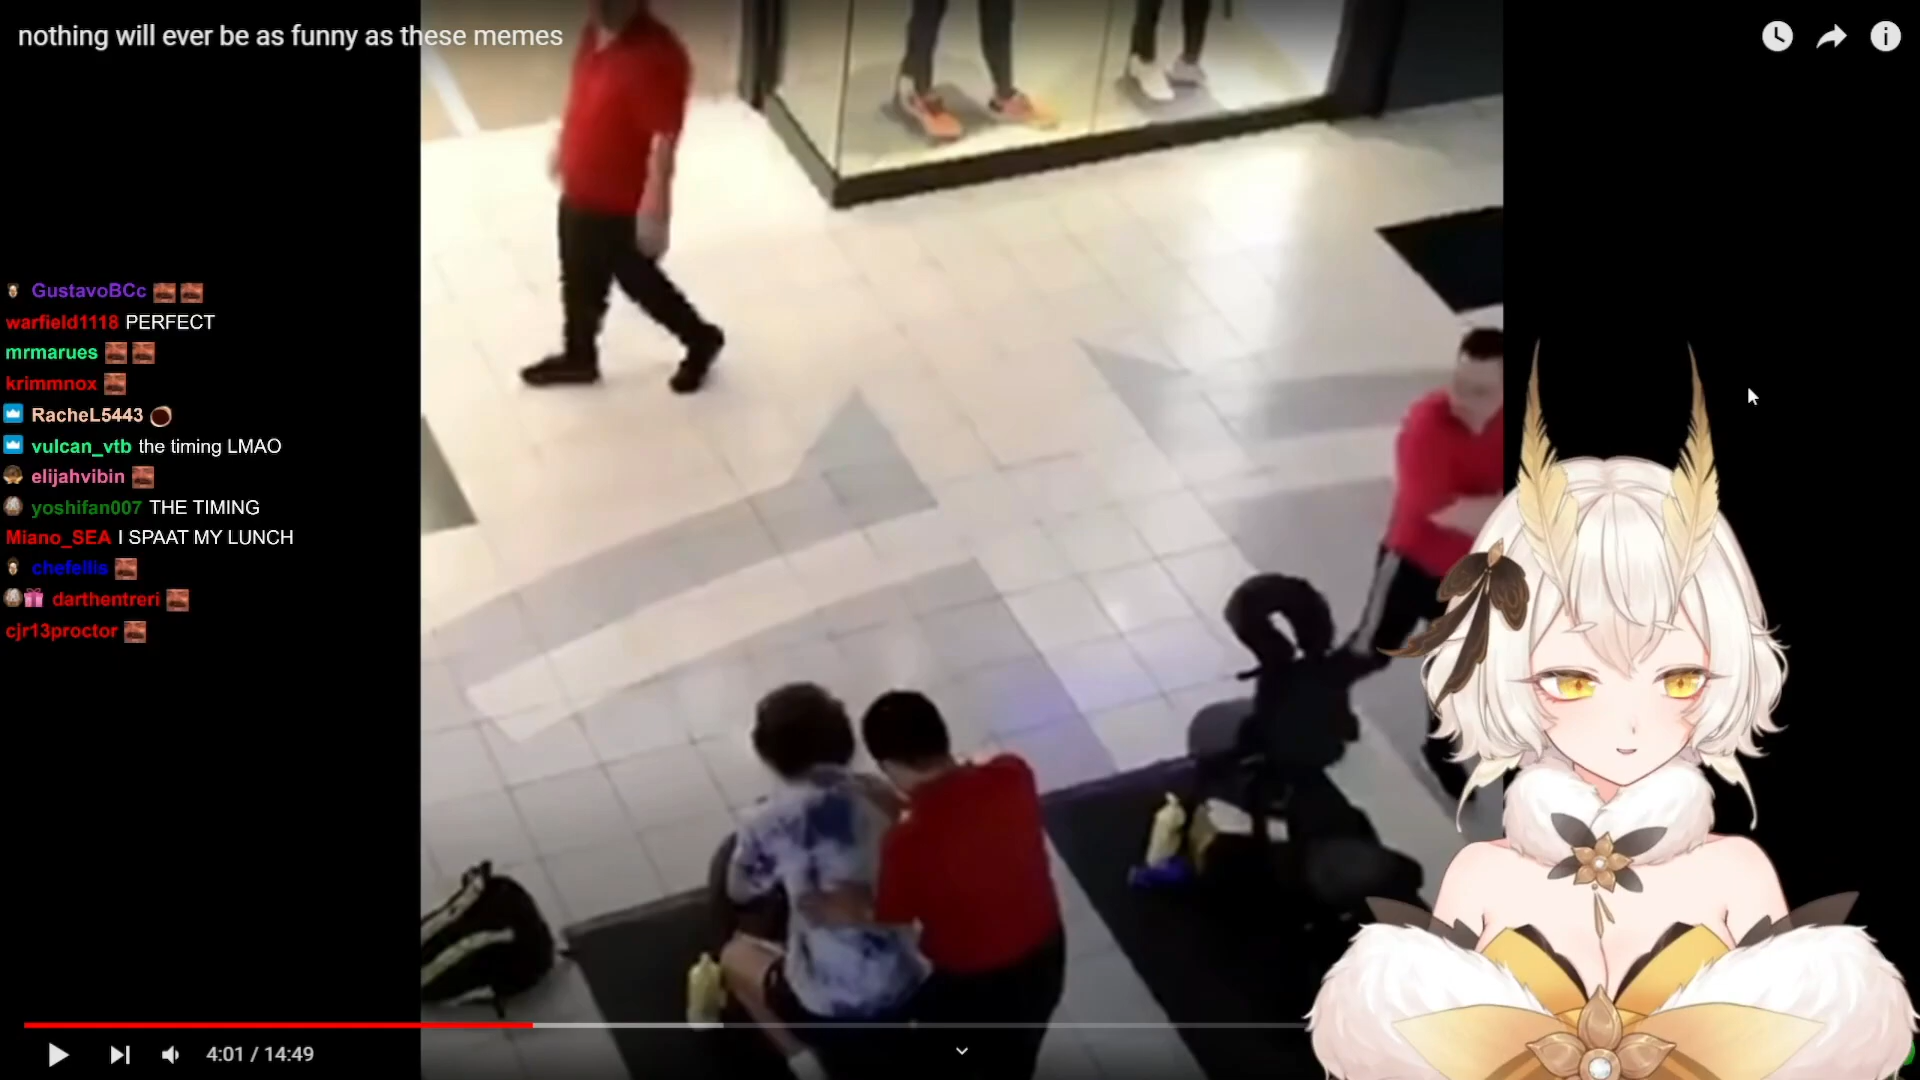 nothing will ever be as funny as these memes
GustavoBCc
warfield1118 PERFECT
mrmarues
krimmnox
RacheL5443
vulcan_vtb the timing LMAO
elijahvibin
yoshifan007 THE TIMING
Miano_SEA I SPAAT MY LUNCH
chefellis
darthentreri
cjr13proctor
4:01 / 14:49